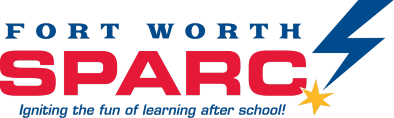 FORT WORTH
SPARC
Igniting the fun of learning after school!